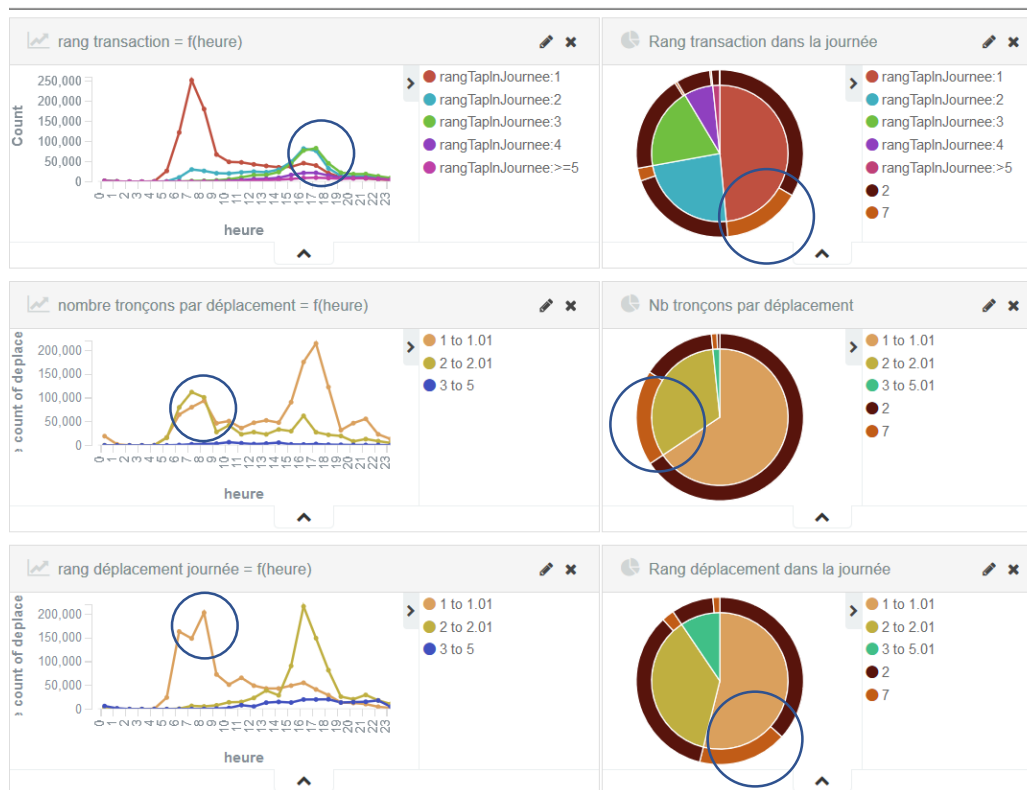 rang transaction = f(heure)
250,000
200,000
150,000
100,000
50,000
0
Count
0 1 2 3 4 5 6 7 8 9 10 11 12 13 14 15 16 17 18 19 20 21 22 23
heure
rangTapInJournee:1
rangTapInJournee:2
rangTapInJournee:3
rangTapInJournee:4
rangTapInJournee:>=5
Rang transaction dans la journée
rangTapInJournee:1
rangTapInJournee:2
rangTapInJournee:3
rangTapInJournee:4
rangTapInJournee:>5
2
7
nombre tronçons par déplacement = f(heure)
200,000
150,000
100,000
50,000
0
e count of deplace
0 1 2 3 4 5 6 7 8 9 10 11 12 13 14 15 16 17 18 19 20 21 22 23
heure
1 to 1.01
2 to 2.01
3 to 5
Nb tronçons par déplacement
1 to 1.01
2 to 2.01
3 to 5.01
2
7
rang déplacement journée = f(heure)
200,000
150,000
100,000
50,000
0
e count of deplace
0 1 2 3 4 5 6 7 8 9 10 11 12 13 14 15 16 17 18 19 20 21 22 23
heure
1 to 1.01
2 to 2.01
3 to 5
Rang déplacement dans la journée
1 to 1.01
2 to 2.01
3 to 5.01
2
7